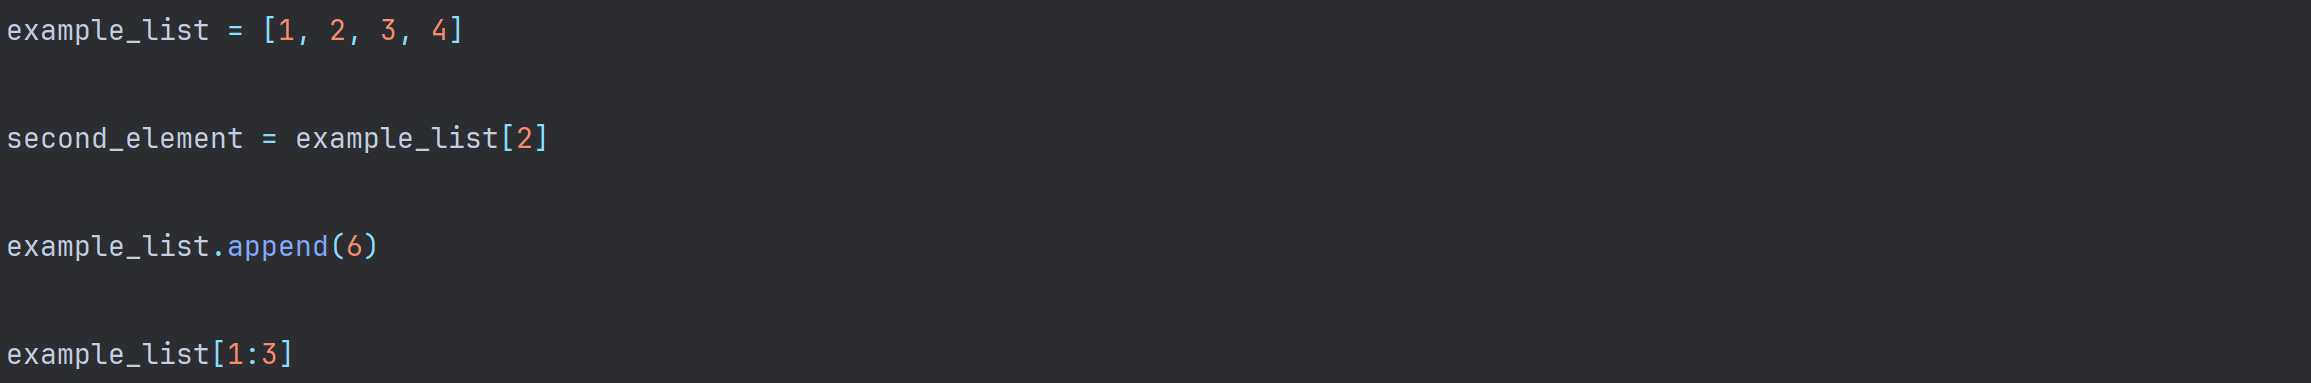 example_list = [1, 2, 3, 4]
second_element = example_list[2]
example_list.append(6)
example_list[1:3]